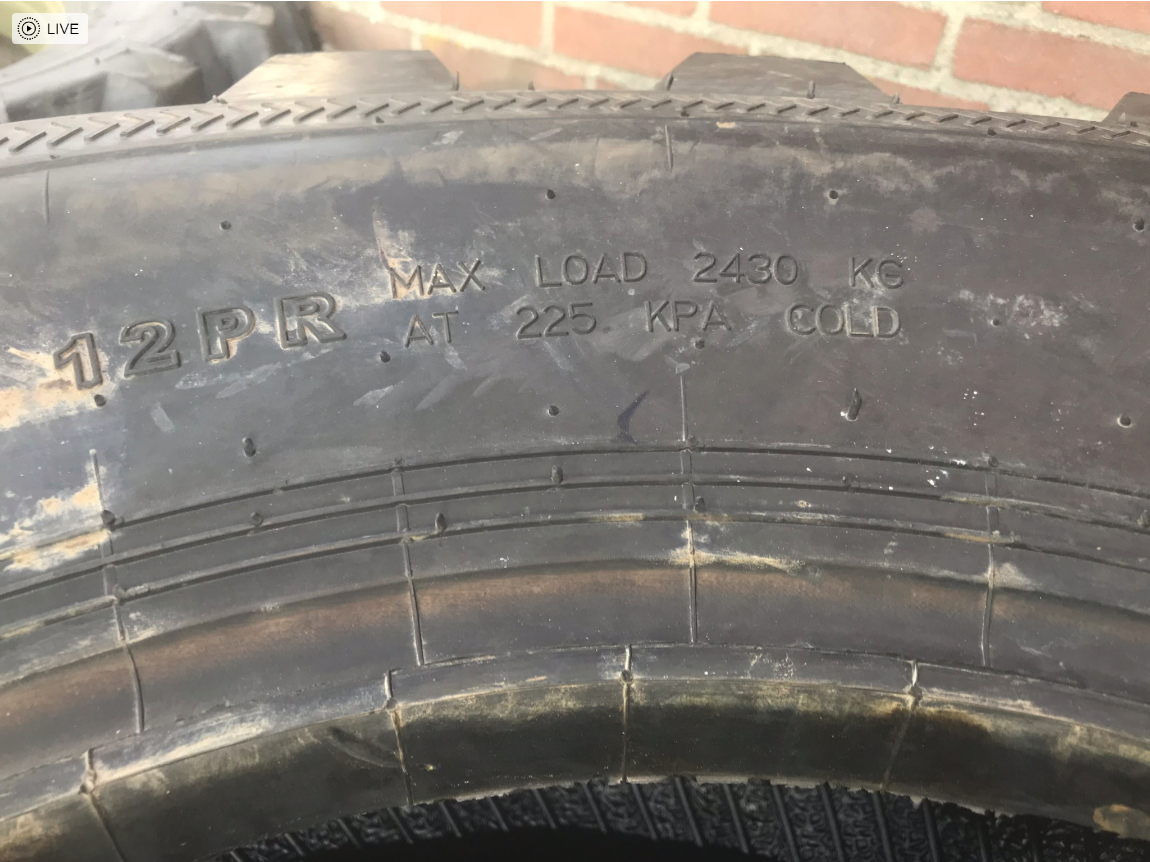 LIVE
12PR
MAX LOAD 2430 KG
AT 225 KPA COLD